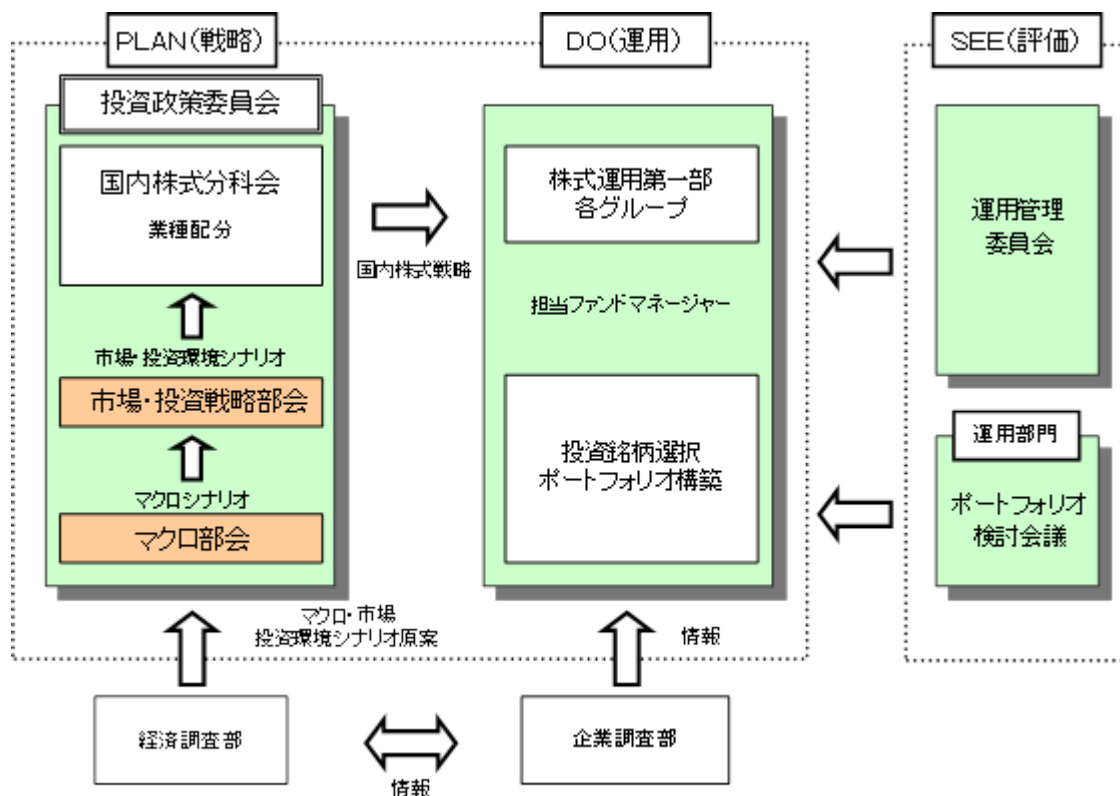 PLAN(戦略)
投資政策委員会
国内株式分科会
業種配分
市場・投資環境シナリオ
市場・投資戦略部会
マクロシナリオ
マクロ部会
国内株式戦略
DO(運用)
株式運用第一部
各グループ
担当ファンドマネージャー
投資銘柄選択
ポートフォリオ構築
SEE(評価)
運用管理
委員会
運用部門
ポートフォリオ
検討会議
マクロ・市場
投資環境シナリオ原案
情報
経済調査部
情報
企業調査部